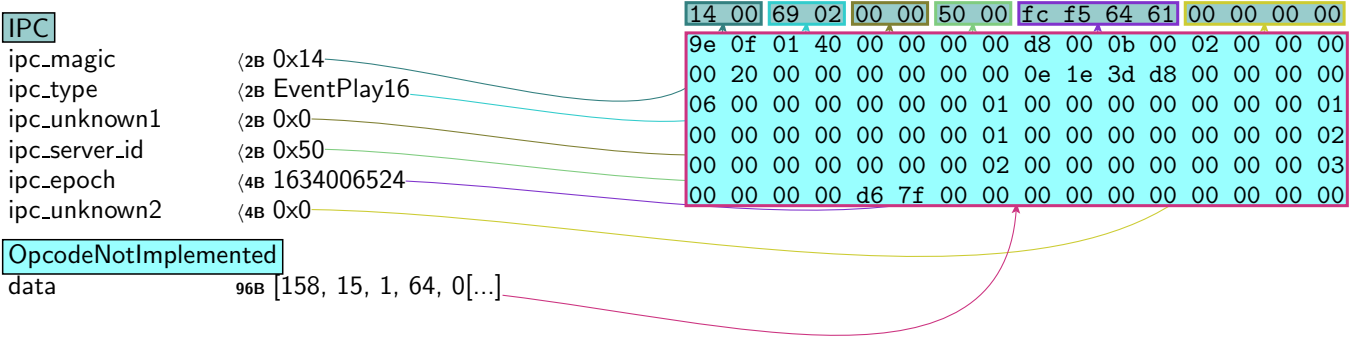 IPC
ipc_magic ⟨2B 0x14
ipc_type ⟨2B EventPlay16
ipc_unknown1 ⟨2B 0x0
ipc_server_id ⟨2B 0x50
ipc_epoch ⟨4B 1634006524
ipc_unknown2 ⟨4B 0x0
OpcodeNotImplemented
data 96B [158, 15, 1, 64, 0[...]
14 00 69 02 00 00 50 00 fc f5 64 61 00 00 00 00
9e 0f 01 40 00 00 00 00 d8 00 0b 00 02 00 00 00
00 20 00 00 00 00 00 00 0e 1e 3d d8 00 00 00 00
06 00 00 00 00 00 00 01 00 00 00 00 00 00 00 01
00 00 00 00 00 00 00 01 00 00 00 00 00 00 00 02
00 00 00 00 00 00 00 02 00 00 00 00 00 00 00 03
00 00 00 00 d6 7f 00 00 00 00 00 00 00 00 00 00